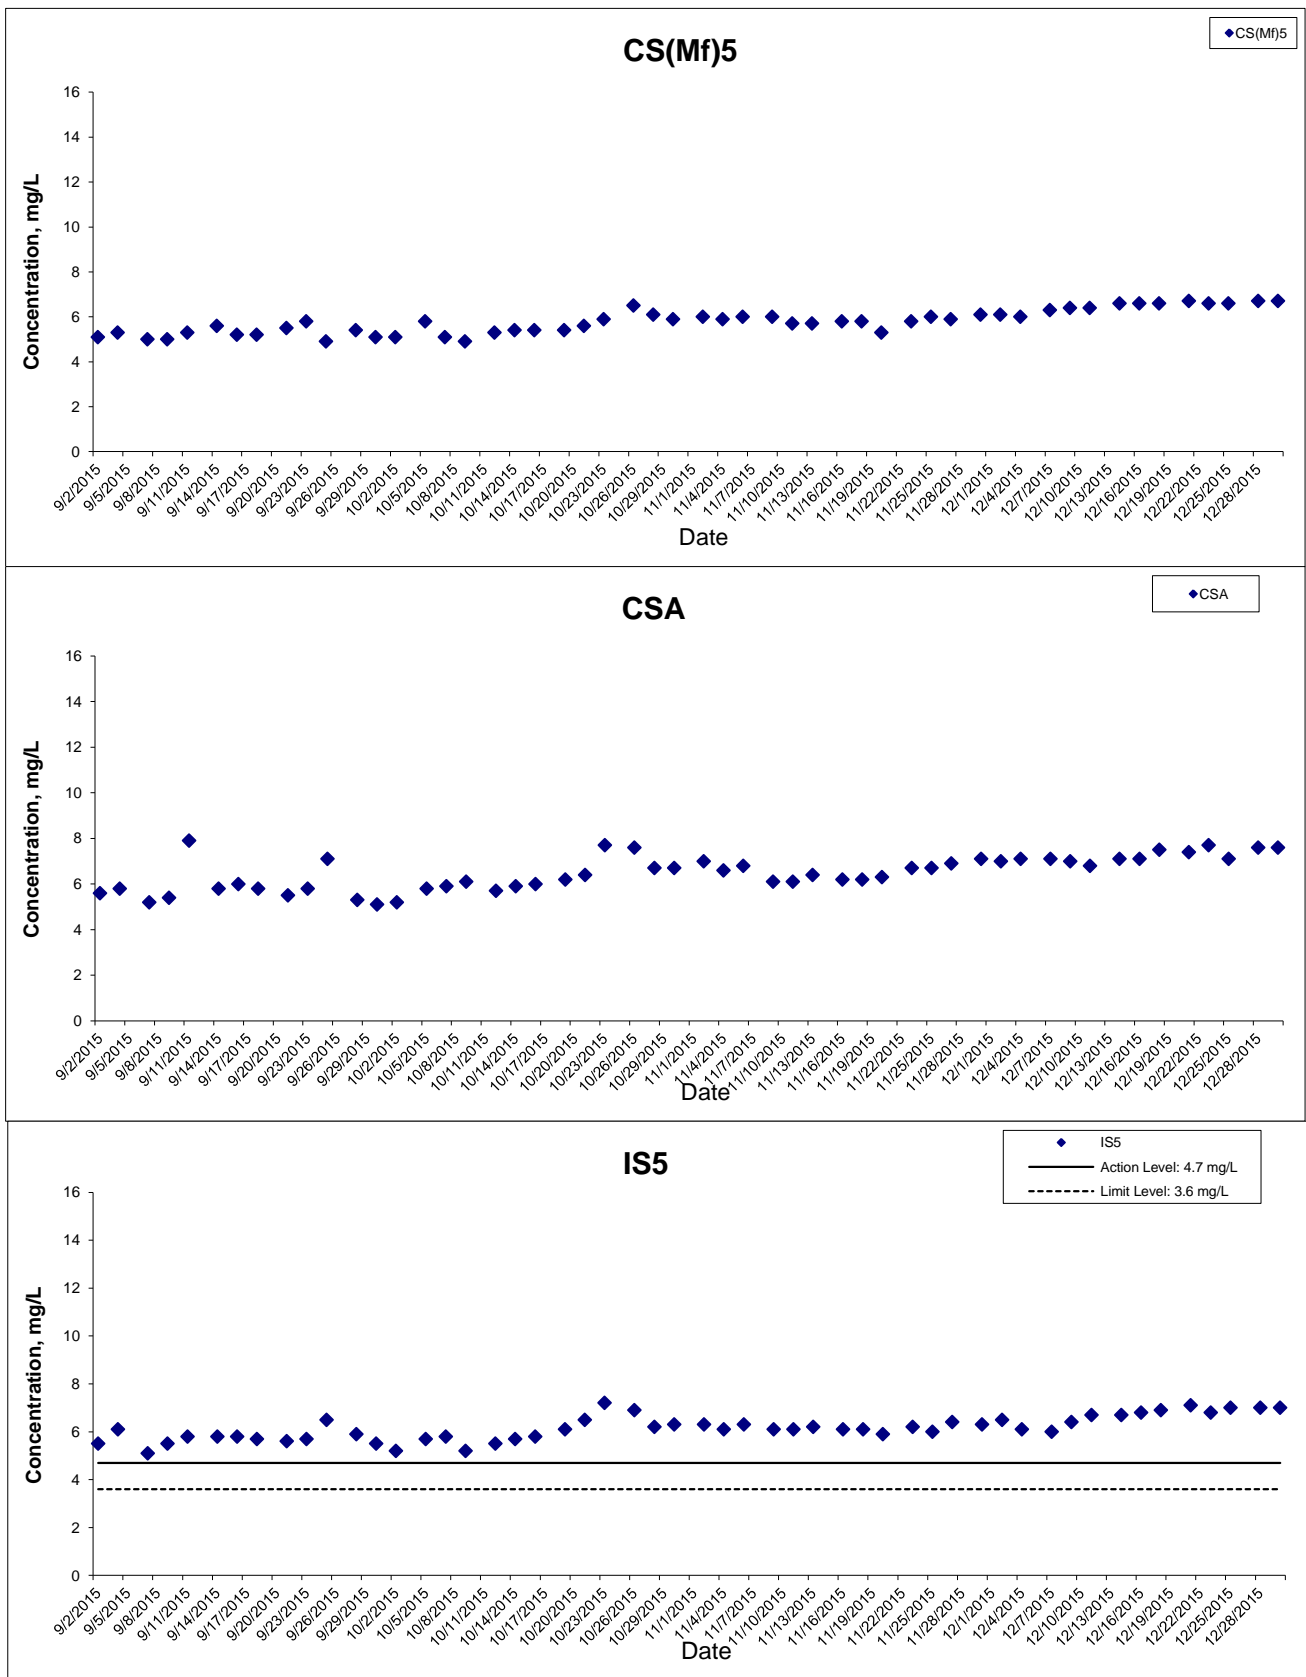 CS(Mf)5
CS(Mf)5
Concentration, mg/L
16
14
12
10
8
6
4
2
0
9/2/2015 9/5/2015 9/8/2015 9/11/2015 9/14/2015 9/17/2015 9/20/2015 9/23/2015 9/26/2015 9/29/2015 10/2/2015 10/5/2015 10/8/2015 10/11/2015 10/14/2015 10/17/2015 10/20/2015 10/23/2015 10/26/2015 10/29/2015 11/1/2015 11/4/2015 11/7/2015 11/10/2015 11/13/2015 11/16/2015 11/19/2015 11/22/2015 11/25/2015 11/28/2015 12/1/2015 12/4/2015 12/7/2015 12/10/2015 12/13/2015 12/16/2015 12/19/2015 12/22/2015 12/25/2015 12/28/2015
Date
CSA
CSA
Concentration, mg/L
16
14
12
10
8
6
4
2
0
9/2/2015 9/5/2015 9/8/2015 9/11/2015 9/14/2015 9/17/2015 9/20/2015 9/23/2015 9/26/2015 9/29/2015 10/2/2015 10/5/2015 10/8/2015 10/11/2015 10/14/2015 10/17/2015 10/20/2015 10/23/2015 10/26/2015 10/29/2015 11/1/2015 11/4/2015 11/7/2015 11/10/2015 11/13/2015 11/16/2015 11/19/2015 11/22/2015 11/25/2015 11/28/2015 12/1/2015 12/4/2015 12/7/2015 12/10/2015 12/13/2015 12/16/2015 12/19/2015 12/22/2015 12/25/2015 12/28/2015
Date
IS5
IS5
Action Level: 4.7 mg/L
Limit Level: 3.6 mg/L
Concentration, mg/L
16
14
12
10
8
6
4
2
0
9/2/2015 9/5/2015 9/8/2015 9/11/2015 9/14/2015 9/17/2015 9/20/2015 9/23/2015 9/26/2015 9/29/2015 10/2/2015 10/5/2015 10/8/2015 10/11/2015 10/14/2015 10/17/2015 10/20/2015 10/23/2015 10/26/2015 10/29/2015 11/1/2015 11/4/2015 11/7/2015 11/10/2015 11/13/2015 11/16/2015 11/19/2015 11/22/2015 11/25/2015 11/28/2015 12/1/2015 12/4/2015 12/7/2015 12/10/2015 12/13/2015 12/16/2015 12/19/2015 12/22/2015 12/25/2015 12/28/2015
Date